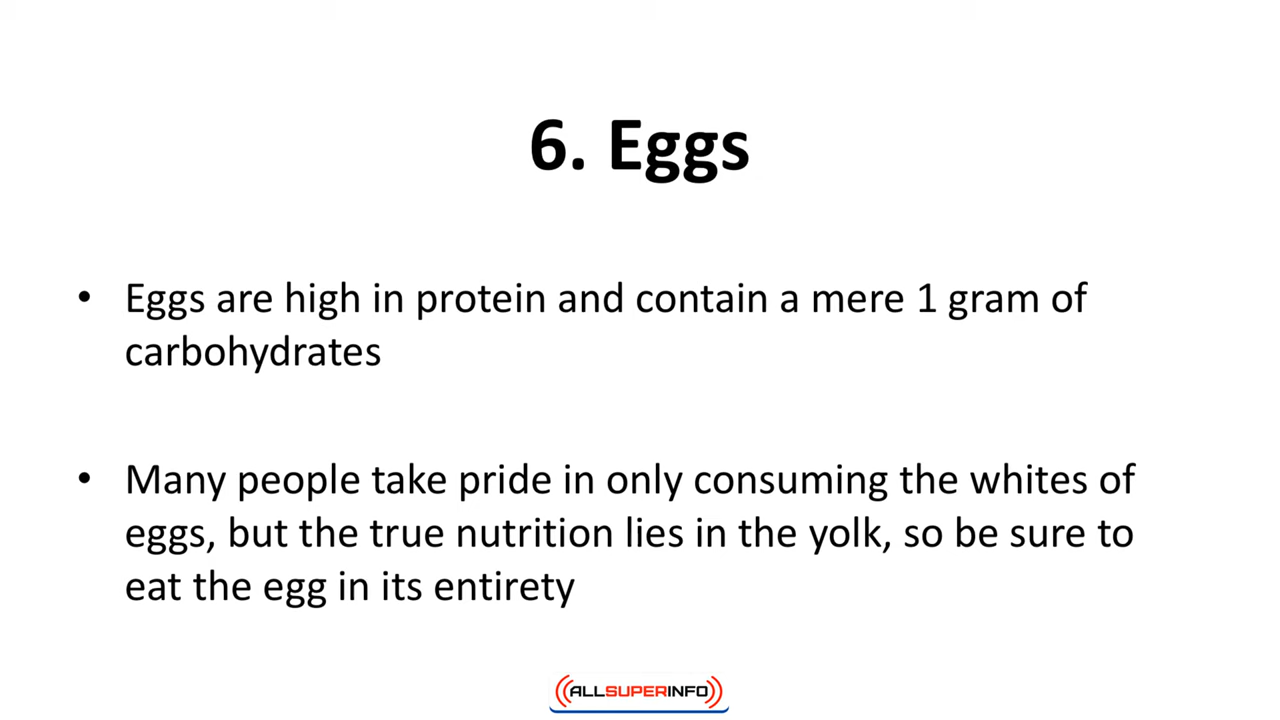 6. Eggs
• Eggs are high in protein and contain a mere 1 gram of
carbohydrates
• Many people take pride in only consuming the whites of
eggs, but the true nutrition lies in the yolk, so be sure to
eat the egg in its entirety
ALLSUPERINFO